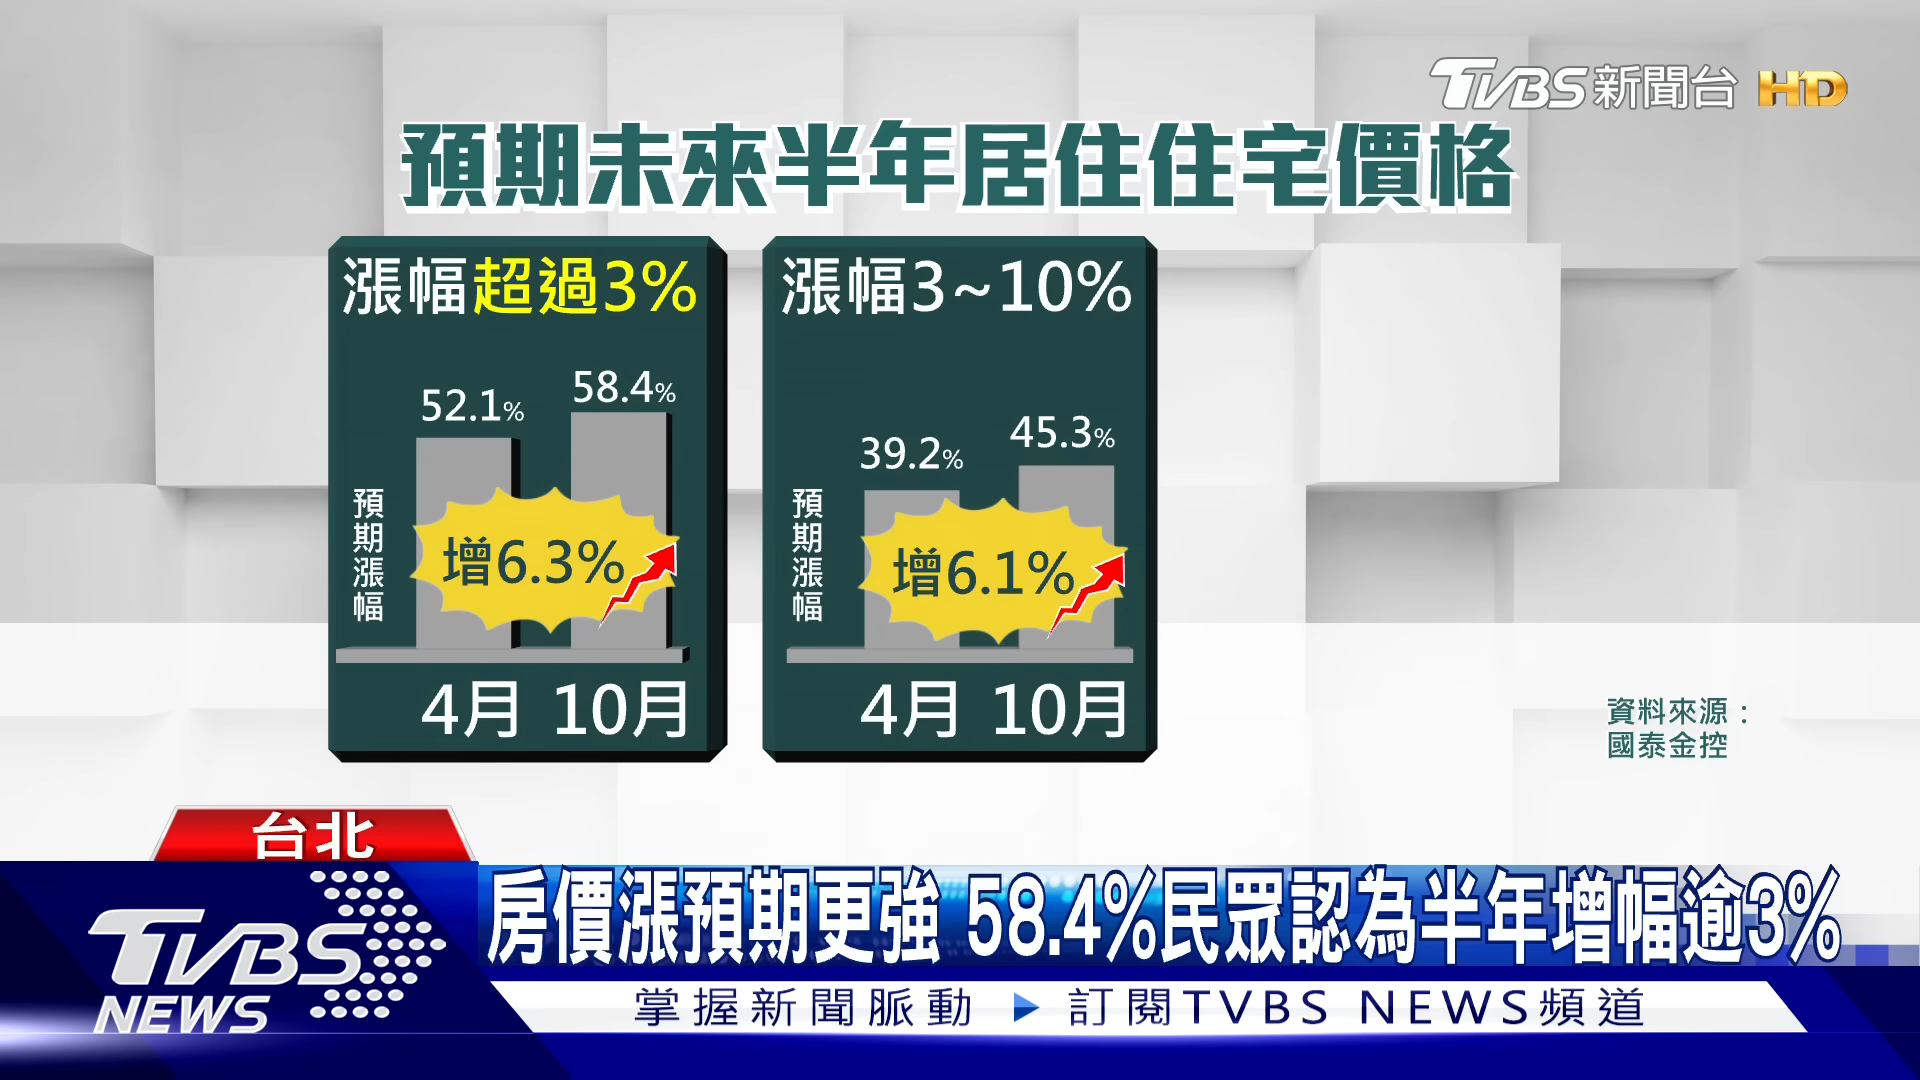 TVBS新聞台 HD
預期未來半年居住住宅價格
漲幅超過3%
52.1%
58.4%
預期漲幅
增6.3%
4月 10月
漲幅3~10%
39.2%
45.3%
預期漲幅
增6.1%
4月 10月
資料來源：
國泰金控
台北
房價漲預期更強 58.4%民眾認為半年增幅逾3%
TVBS
NEWS
掌握新聞脈動 ▶ 訂閱TVBS NEWS頻道